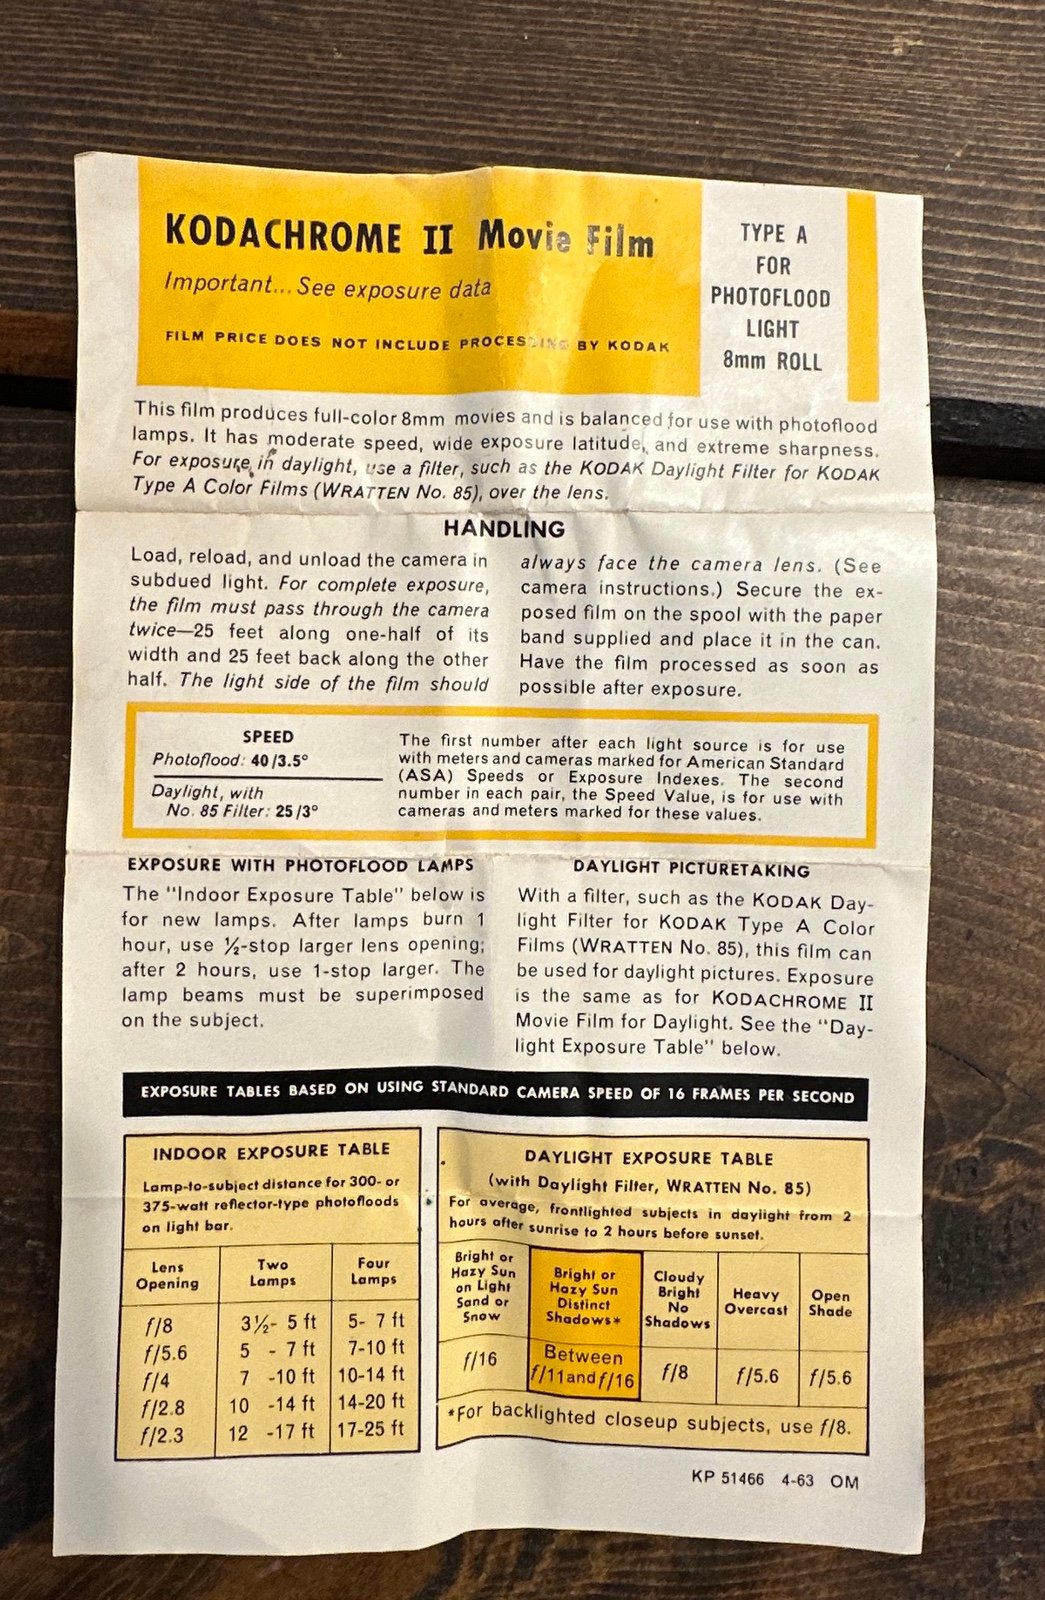 KODACHROME II Movie Film
Important... See exposure data
FILM PRICE DOES NOT INCLUDE PROCESSING BY KODAK
TYPE A
FOR
PHOTOFLOOD
LIGHT
8mm ROLL
This film produces full-color 8mm movies and is balanced for use with photoflood
lamps. It has moderate speed, wide exposure latitude, and extreme sharpness.
For exposure in daylight, use a filter, such as the KODAK Daylight Filter for KODAK
Type A Color Films (WRATTEN No. 85), over the lens.
HANDLING
Load, reload, and unload the camera in
subdued light. For complete exposure,
the film must pass through the camera
twice—25 feet along one-half of its
width and 25 feet back along the other
half. The light side of the film should
always face the camera lens. (See
camera instructions.) Secure the ex-
posed film on the spool with the paper
band supplied and place it in the can.
Have the film processed as soon as
possible after exposure.
SPEED
Photoflood: 40/3.5°
Daylight, with
No. 85 Filter: 25/3°
The first number after each light source is for use
with meters and cameras marked for American Standard
(ASA) Speeds or Exposure Indexes. The second
number in each pair, the Speed Value, is for use with
cameras and meters marked for these values.
EXPOSURE WITH PHOTOFLOOD LAMPS
The "Indoor Exposure Table" below is
for new lamps. After lamps burn 1
hour, use ½-stop larger lens opening;
after 2 hours, use 1-stop larger. The
lamp beams must be superimposed
on the subject.
DAYLIGHT PICTURETAKING
With a filter, such as the KODAK Day-
light Filter for KODAK Type A Color
Films (WRATTEN No. 85), this film can
be used for daylight pictures. Exposure
is the same as for KODACHROME II
Movie Film for Daylight. See the "Day-
light Exposure Table" below.
EXPOSURE TABLES BASED ON USING STANDARD CAMERA SPEED OF 16 FRAMES PER SECOND
INDOOR EXPOSURE TABLE
Lamp-to-subject distance for 300- or
375-watt reflector-type photofloods
on light bar.
Lens Opening Two Lamps Four Lamps
f/8 3½- 5 ft 5- 7 ft
f/5.6 5 - 7 ft 7-10 ft
f/4 7 -10 ft 10-14 ft
f/2.8 10 -14 ft 14-20 ft
f/2.3 12 -17 ft 17-25 ft
DAYLIGHT EXPOSURE TABLE
(with Daylight Filter, WRATTEN No. 85)
For average, frontlighted subjects in daylight from 2
hours after sunrise to 2 hours before sunset.
Bright or
Hazy Sun
on Light
Sand or
Snow
Bright or
Hazy Sun
Distinct
Shadows*
Cloudy
Bright
No
Shadows
Heavy
Overcast
Open
Shade
f/16
Between
f/11 and f/16
f/8
f/5.6
f/5.6
*For backlighted closeup subjects, use f/8.
KP 51466 4-63 OM